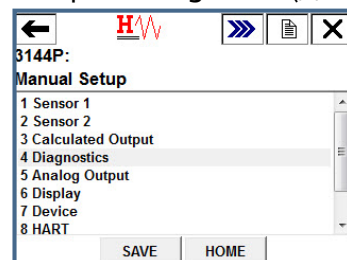 H
3144P:
Manual Setup
1 Sensor 1
2 Sensor 2
3 Calculated Output
4 Diagnostics
5 Analog Output
6 Display
7 Device
8 HART
SAVE HOME